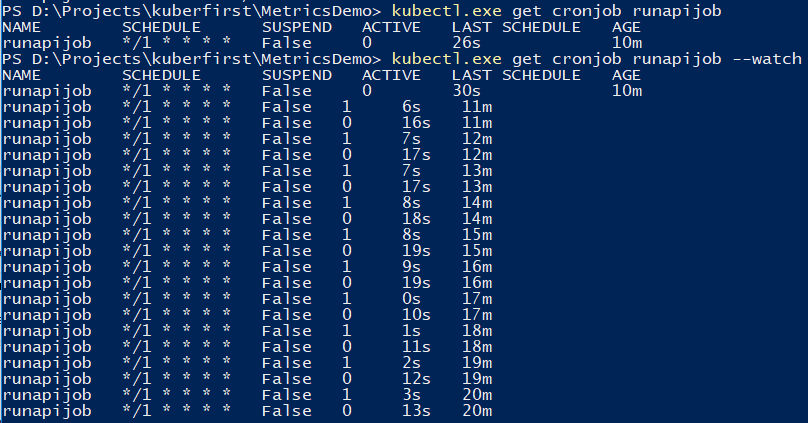 PS D:\Projects\kuberfirst\MetricsDemo> kubectl.exe get cronjob runapijob
NAME SCHEDULE SUSPEND ACTIVE LAST SCHEDULE AGE
runapijob */1 * * * * False 0 26s 10m
PS D:\Projects\kuberfirst\MetricsDemo> kubectl.exe get cronjob runapijob --watch
NAME SCHEDULE SUSPEND ACTIVE LAST SCHEDULE AGE
runapijob */1 * * * * False 0 30s 10m
runapijob */1 * * * * False 1 6s 11m
runapijob */1 * * * * False 0 16s 11m
runapijob */1 * * * * False 1 7s 12m
runapijob */1 * * * * False 0 17s 12m
runapijob */1 * * * * False 1 7s 13m
runapijob */1 * * * * False 0 17s 13m
runapijob */1 * * * * False 1 8s 14m
runapijob */1 * * * * False 0 18s 14m
runapijob */1 * * * * False 1 8s 15m
runapijob */1 * * * * False 0 19s 15m
runapijob */1 * * * * False 1 9s 16m
runapijob */1 * * * * False 0 19s 16m
runapijob */1 * * * * False 1 0s 17m
runapijob */1 * * * * False 0 10s 17m
runapijob */1 * * * * False 1 1s 18m
runapijob */1 * * * * False 0 11s 18m
runapijob */1 * * * * False 1 2s 19m
runapijob */1 * * * * False 0 12s 19m
runapijob */1 * * * * False 1 3s 20m
runapijob */1 * * * * False 0 13s 20m